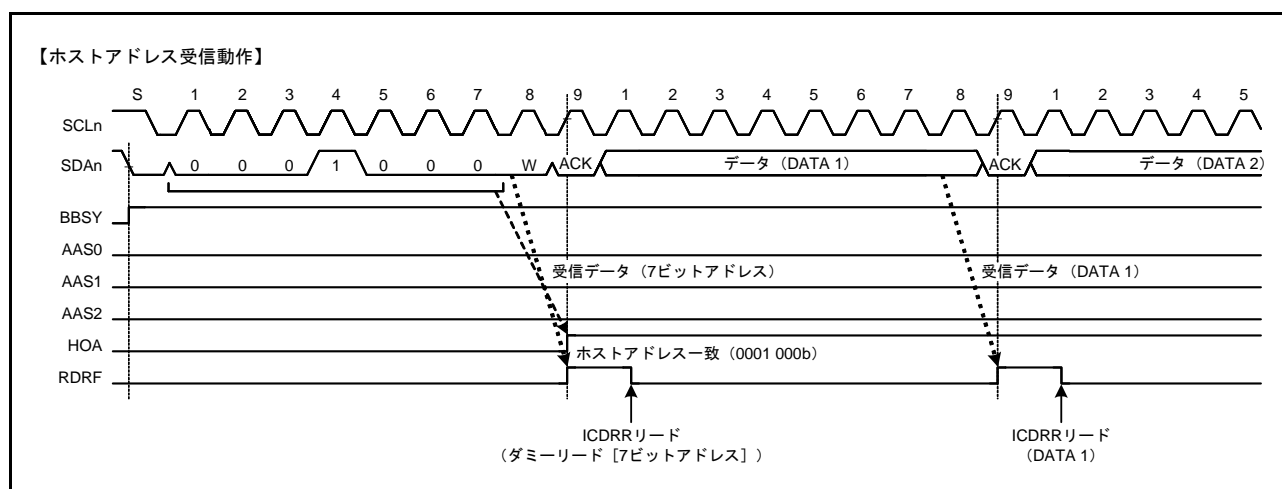 【ホストアドレス受信動作】
S 1 2 3 4 5 6 7 8 9 1 2 3 4 5 6 7 8 9 1 2 3 4 5
SCLn
SDAn 0 0 0 1 0 0 0 W ACK データ（DATA 1） ACK データ（DATA 2）
BBSY
AAS0
AAS1 受信データ（7ビットアドレス） 受信データ（DATA 1）
AAS2
HOA ホストアドレス一致（0001 000b）
RDRF
ICDRRリード ICDRRリード
（ダミーリード［7ビットアドレス］） （DATA 1）